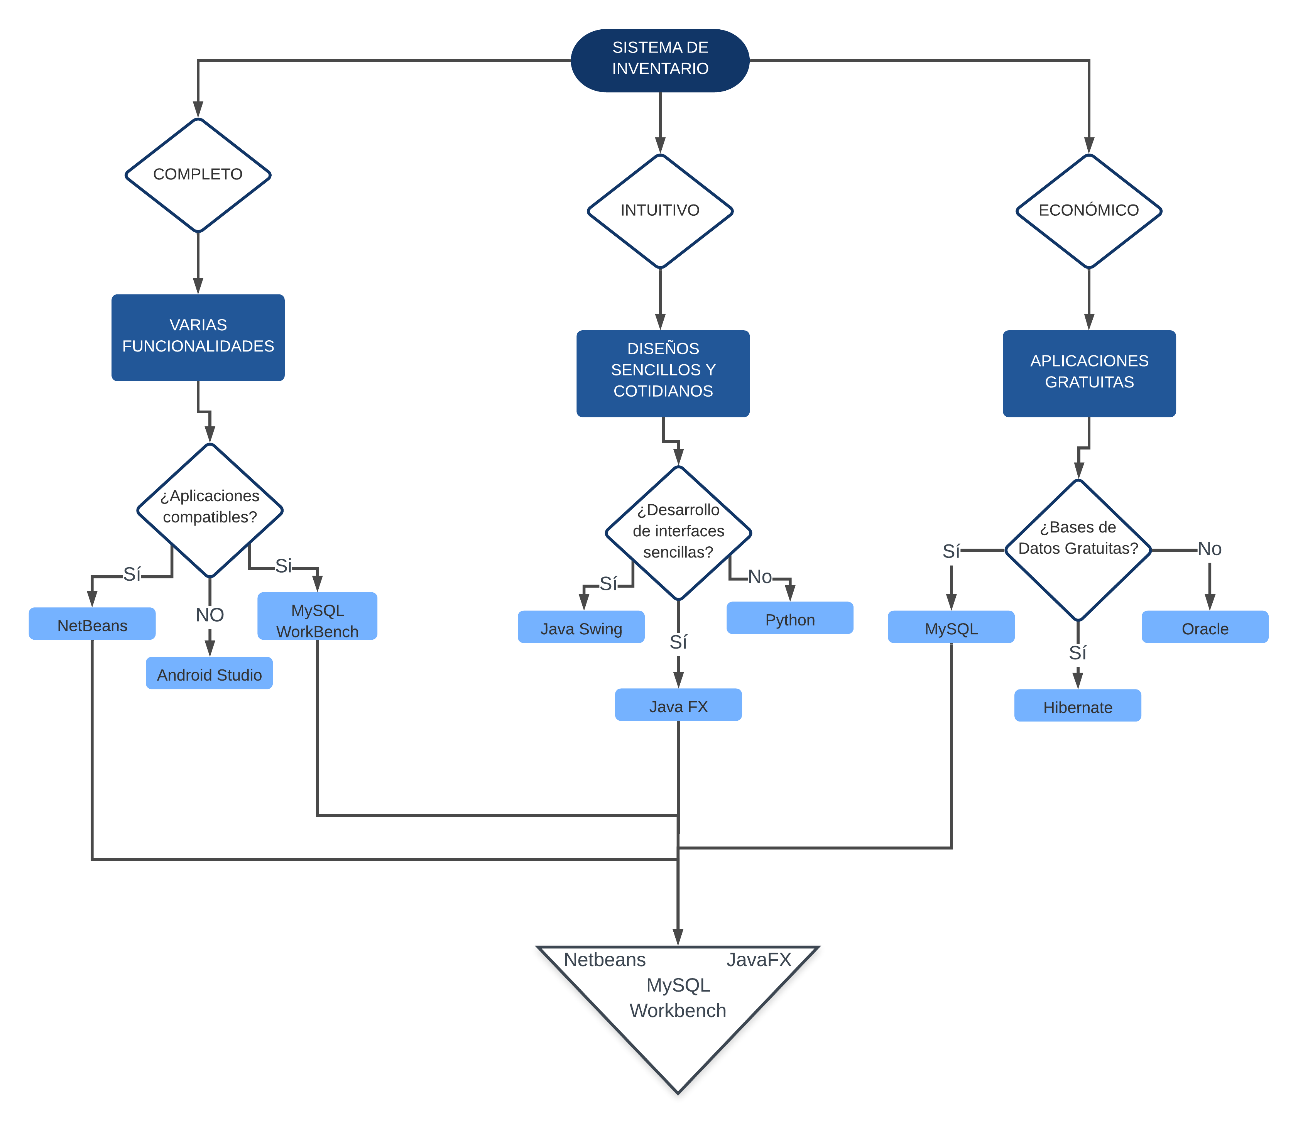 SISTEMA DE
INVENTARIO
COMPLETO
INTUITIVO
ECONÓMICO
VARIAS
FUNCIONALIDADES
DISEÑOS
SENCILLOS Y
COTIDIANOS
APLICACIONES
GRATUITAS
¿Aplicaciones
compatibles?
¿Desarrollo
de interfaces
sencillas?
¿Bases de
Datos Gratuitas?
Sí
NO
Si
Sí
Sí
No
Sí
Sí
No
NetBeans
Android Studio
MySQL
WorkBench
Java Swing
Java FX
Python
MySQL
Hibernate
Oracle
Netbeans JavaFX
MySQL
Workbench